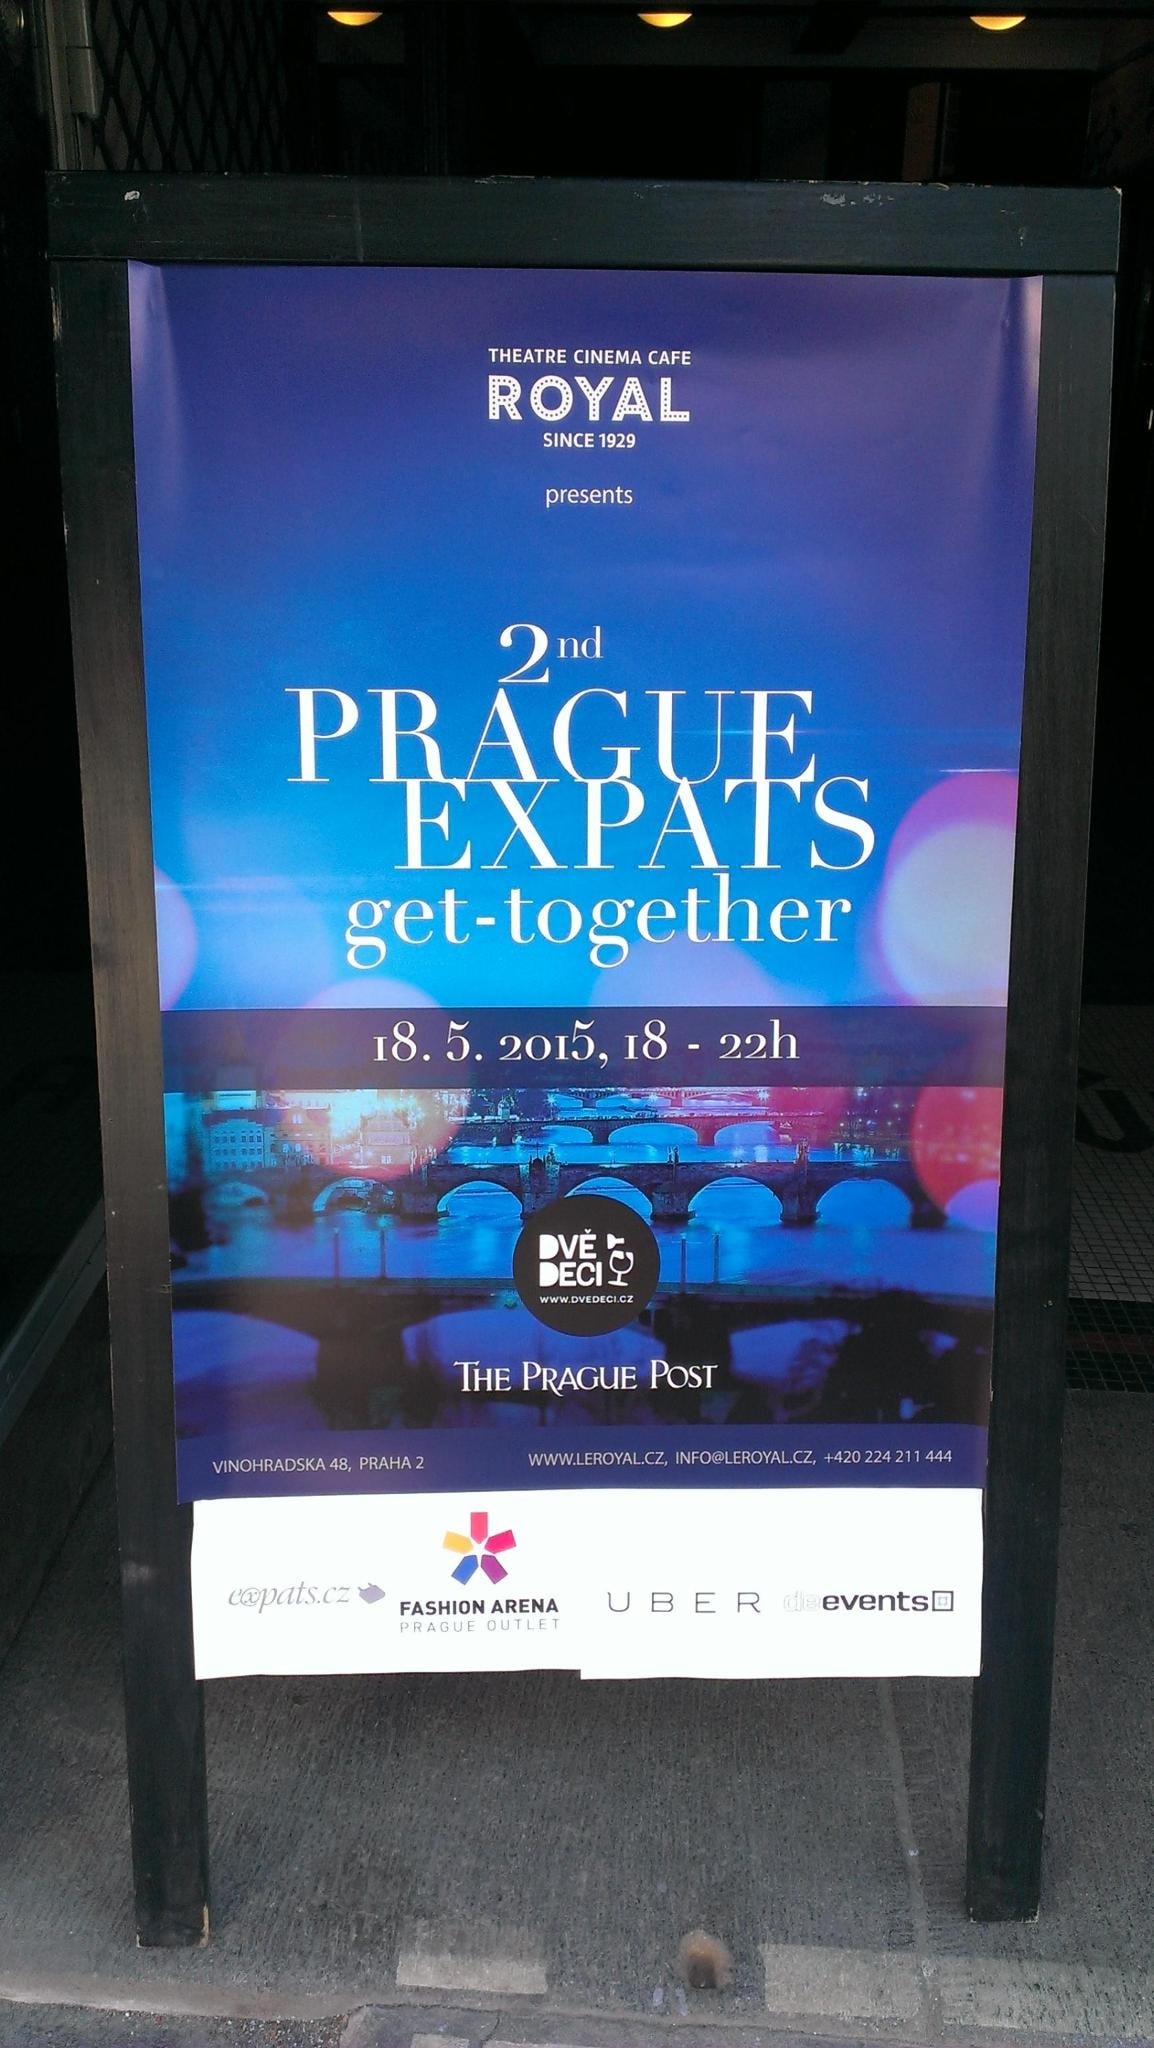 THEATRE CINEMA CAFE
ROYAL
SINCE 1929
presents
2nd
PRAGUE
EXPATS
get-together
18. 5. 2015, 18 - 22h
DVĚ
DECI
WWW.DVEDECI.CZ
THE PRAGUE POST
VINOHRADSKA 48, PRAHA 2
WWW.LEROYAL.CZ, INFO@LEROYAL.CZ, +420 224 211 444
expats.cz
FASHION ARENA
PRAGUE OUTLET
UBER
deevents